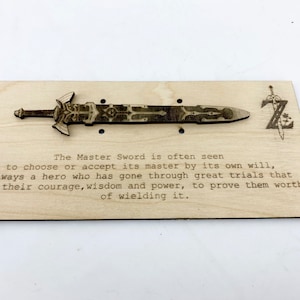 Z
The Master Sword is often seen
to choose or accept its master by its own will,
ways a hero who has gone through great trials that
their courage,wisdom and power, to prove them worth
of wielding it.